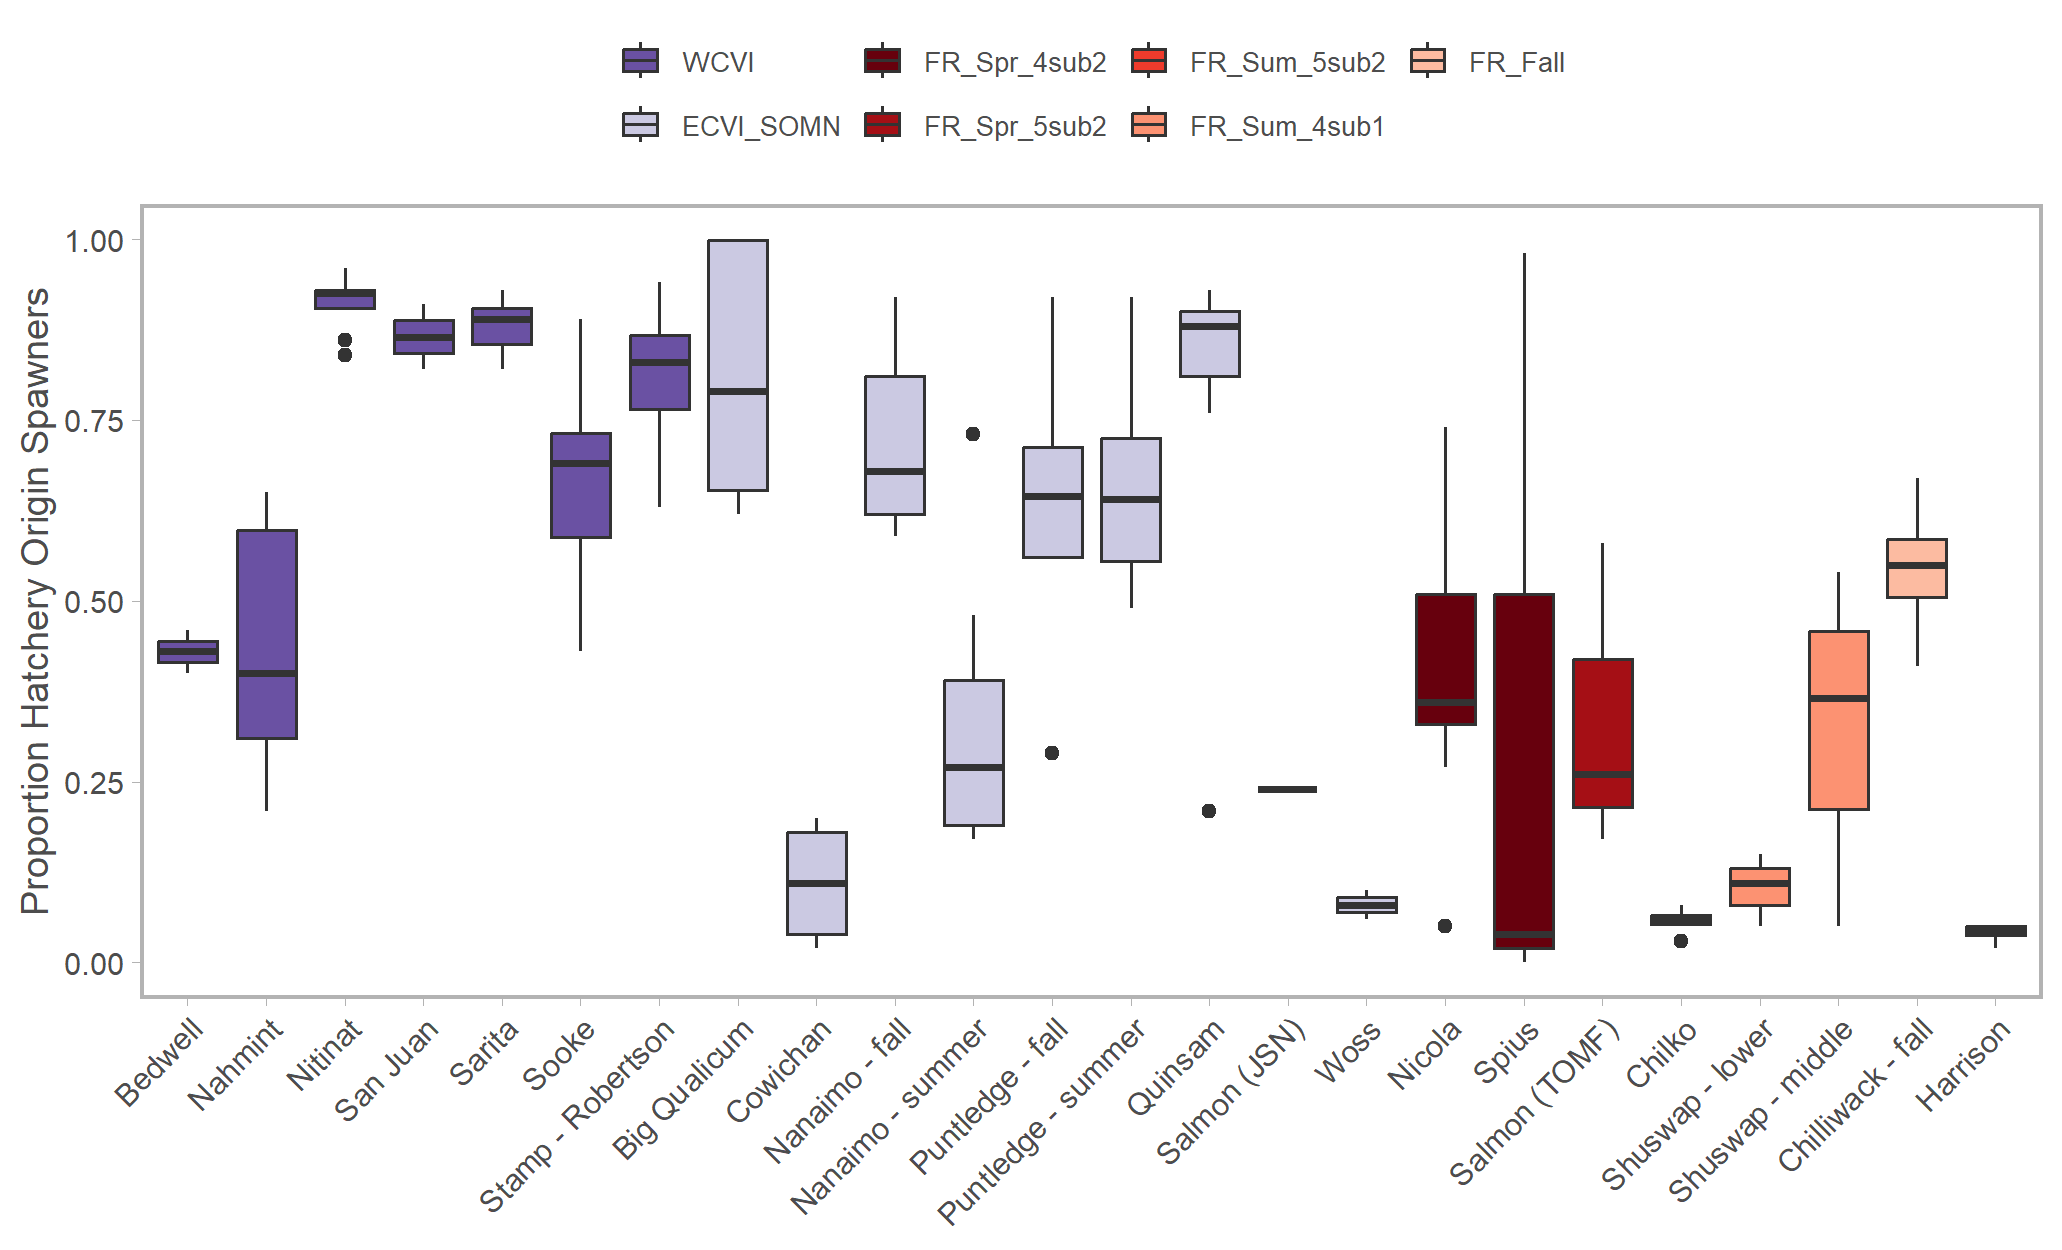 WCVI FR_Spr_4sub2 FR_Sum_5sub2 FR_Fall
ECVI_SOMN FR_Spr_5sub2 FR_Sum_4sub1
Proportion Hatchery Origin Spawners
1.00
0.75
0.50
0.25
0.00
Bedwell
Nahmint
Nitinat
San Juan
Sarita
Sooke
Stamp - Robertson
Big Qualicum
Cowichan
Nanaimo - fall
Nanaimo - summer
Puntledge - fall
Puntledge - summer
Quinsam
Salmon (JSN)
Woss
Nicola
Spius
Salmon (TOMF)
Chilko
Shuswap - lower
Shuswap - middle
Chilliwack - fall
Harrison